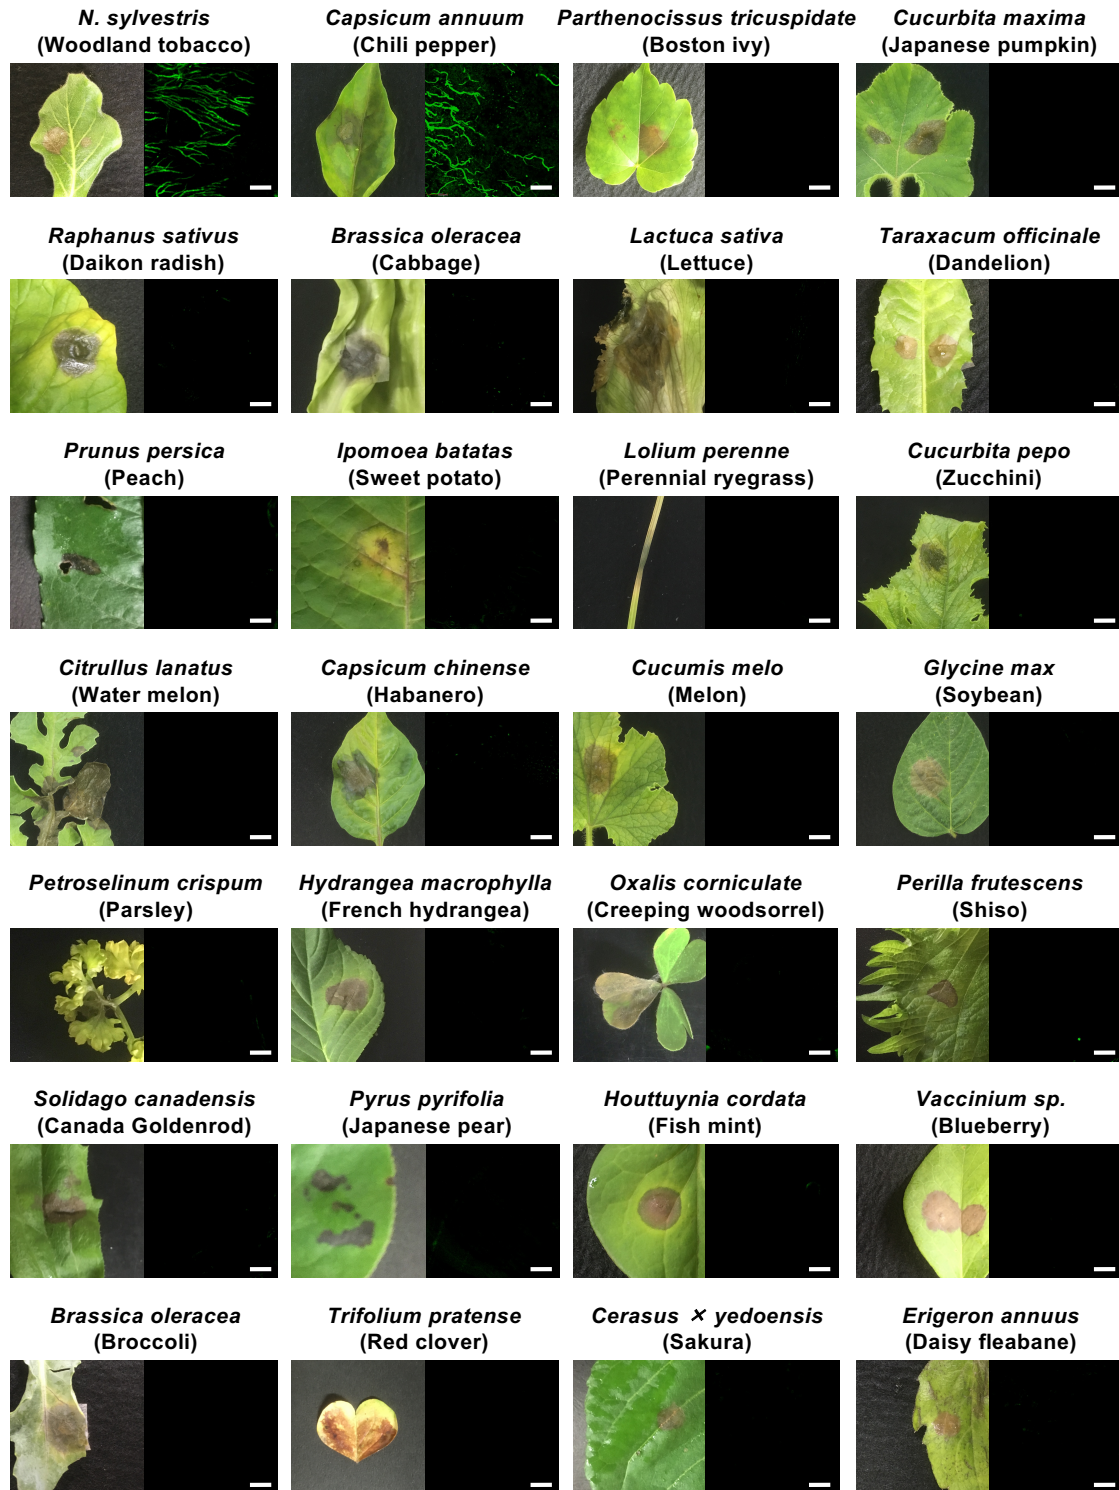 N. sylvestris
(Woodland tobacco)
Capsicum annuum
(Chili pepper)
Parthenocissus tricuspidate
(Boston ivy)
Cucurbita maxima
(Japanese pumpkin)
Raphanus sativus
(Daikon radish)
Brassica oleracea
(Cabbage)
Lactuca sativa
(Lettuce)
Taraxacum officinale
(Dandelion)
Prunus persica
(Peach)
Ipomoea batatas
(Sweet potato)
Lolium perenne
(Perennial ryegrass)
Cucurbita pepo
(Zucchini)
Citrullus lanatus
(Water melon)
Capsicum chinense
(Habanero)
Cucumis melo
(Melon)
Glycine max
(Soybean)
Petroselinum crispum
(Parsley)
Hydrangea macrophylla
(French hydrangea)
Oxalis corniculate
(Creeping woodsorrel)
Perilla frutescens
(Shiso)
Solidago canadensis
(Canada Goldenrod)
Pyrus pyrifolia
(Japanese pear)
Houttuynia cordata
(Fish mint)
Vaccinium sp.
(Blueberry)
Brassica oleracea
(Broccoli)
Trifolium pratense
(Red clover)
Cerasus × yedoensis
(Sakura)
Erigeron annuus
(Daisy fleabane)